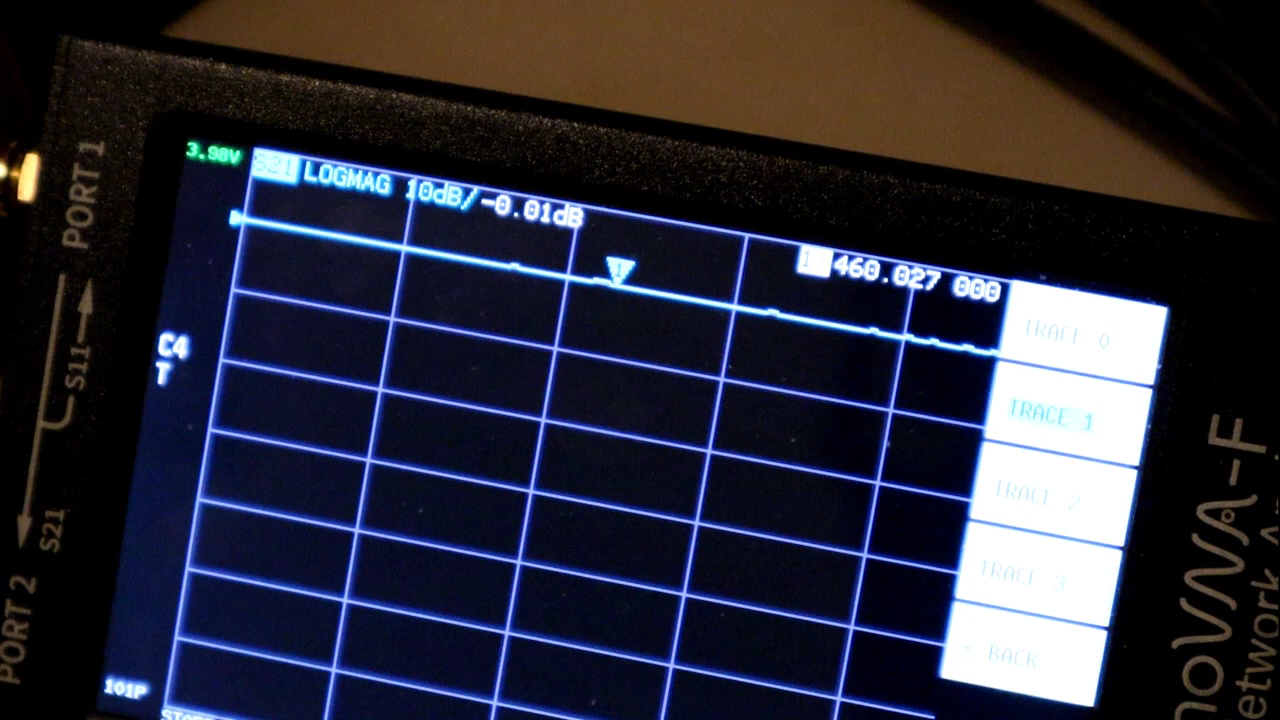 3.98V
S21 LOGMAG 10dB/ -0.01dB
1 460.027 000
TRACE 0
TRACE 1
TRACE 2
TRACE 3
< BACK
C4
T
101P
PORT 1
S11
S21
PORT 2